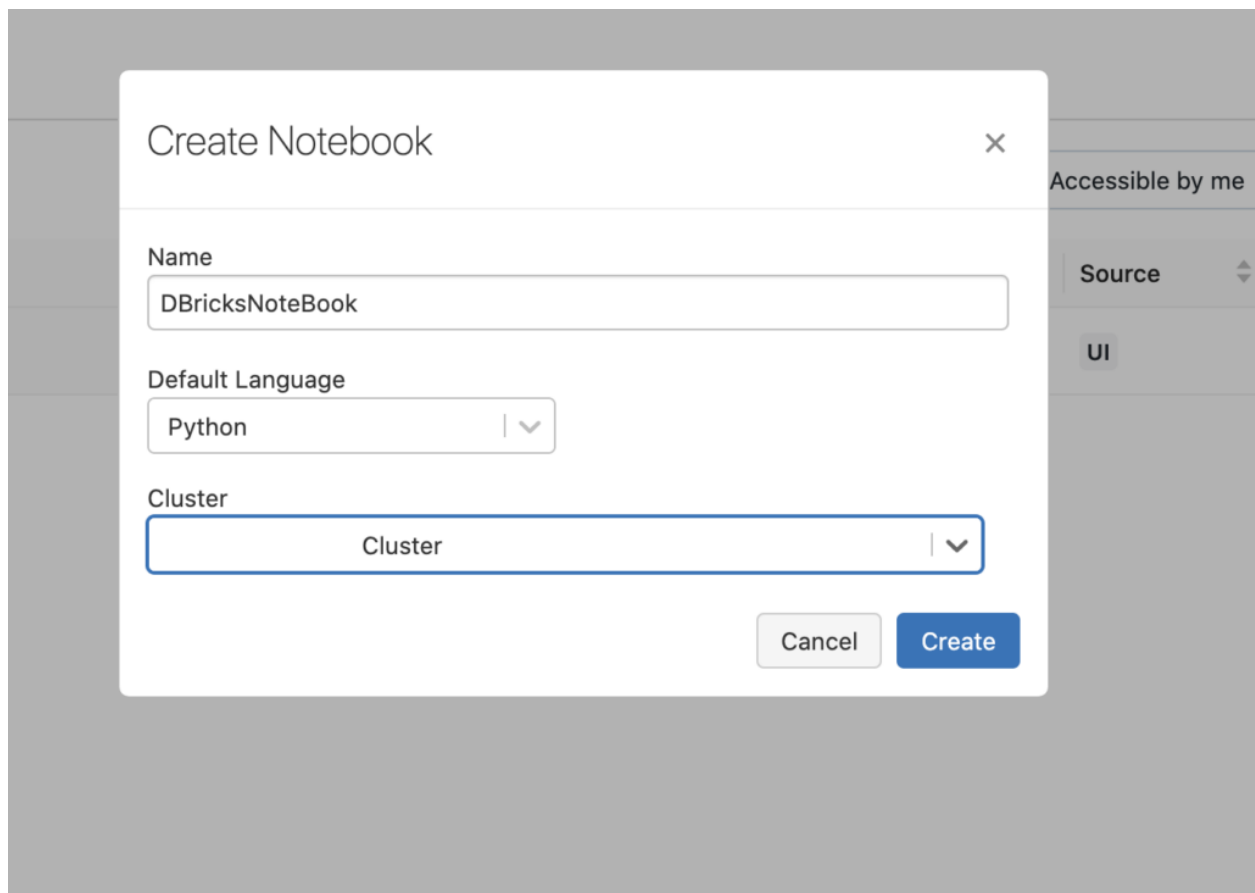 Create Notebook
Accessible by me
Name
DBricksNoteBook
Source
UI
Default Language
Python
Cluster
Cluster
Cancel
Create